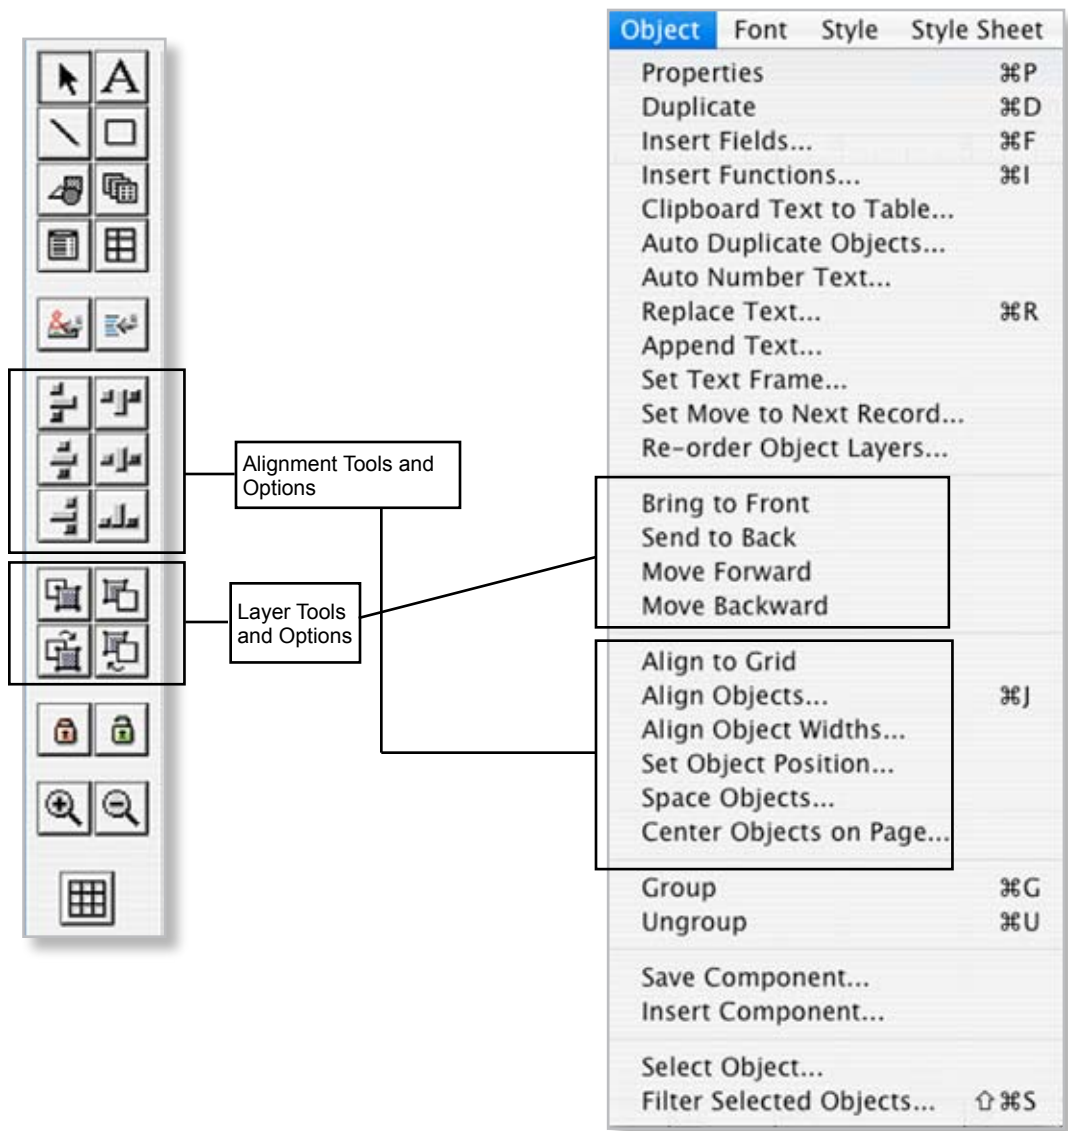 A
Alignment Tools and
Options
Layer Tools
and Options
Object Font Style Style Sheet
Properties ⌘P
Duplicate ⌘D
Insert Fields... ⌘F
Insert Functions... ⌘I
Clipboard Text to Table...
Auto Duplicate Objects...
Auto Number Text...
Replace Text... ⌘R
Append Text...
Set Text Frame...
Set Move to Next Record...
Re-order Object Layers...
Bring to Front
Send to Back
Move Forward
Move Backward
Align to Grid
Align Objects... ⌘J
Align Object Widths...
Set Object Position...
Space Objects...
Center Objects on Page...
Group ⌘G
Ungroup ⌘U
Save Component...
Insert Component...
Select Object...
Filter Selected Objects... ⇧⌘S